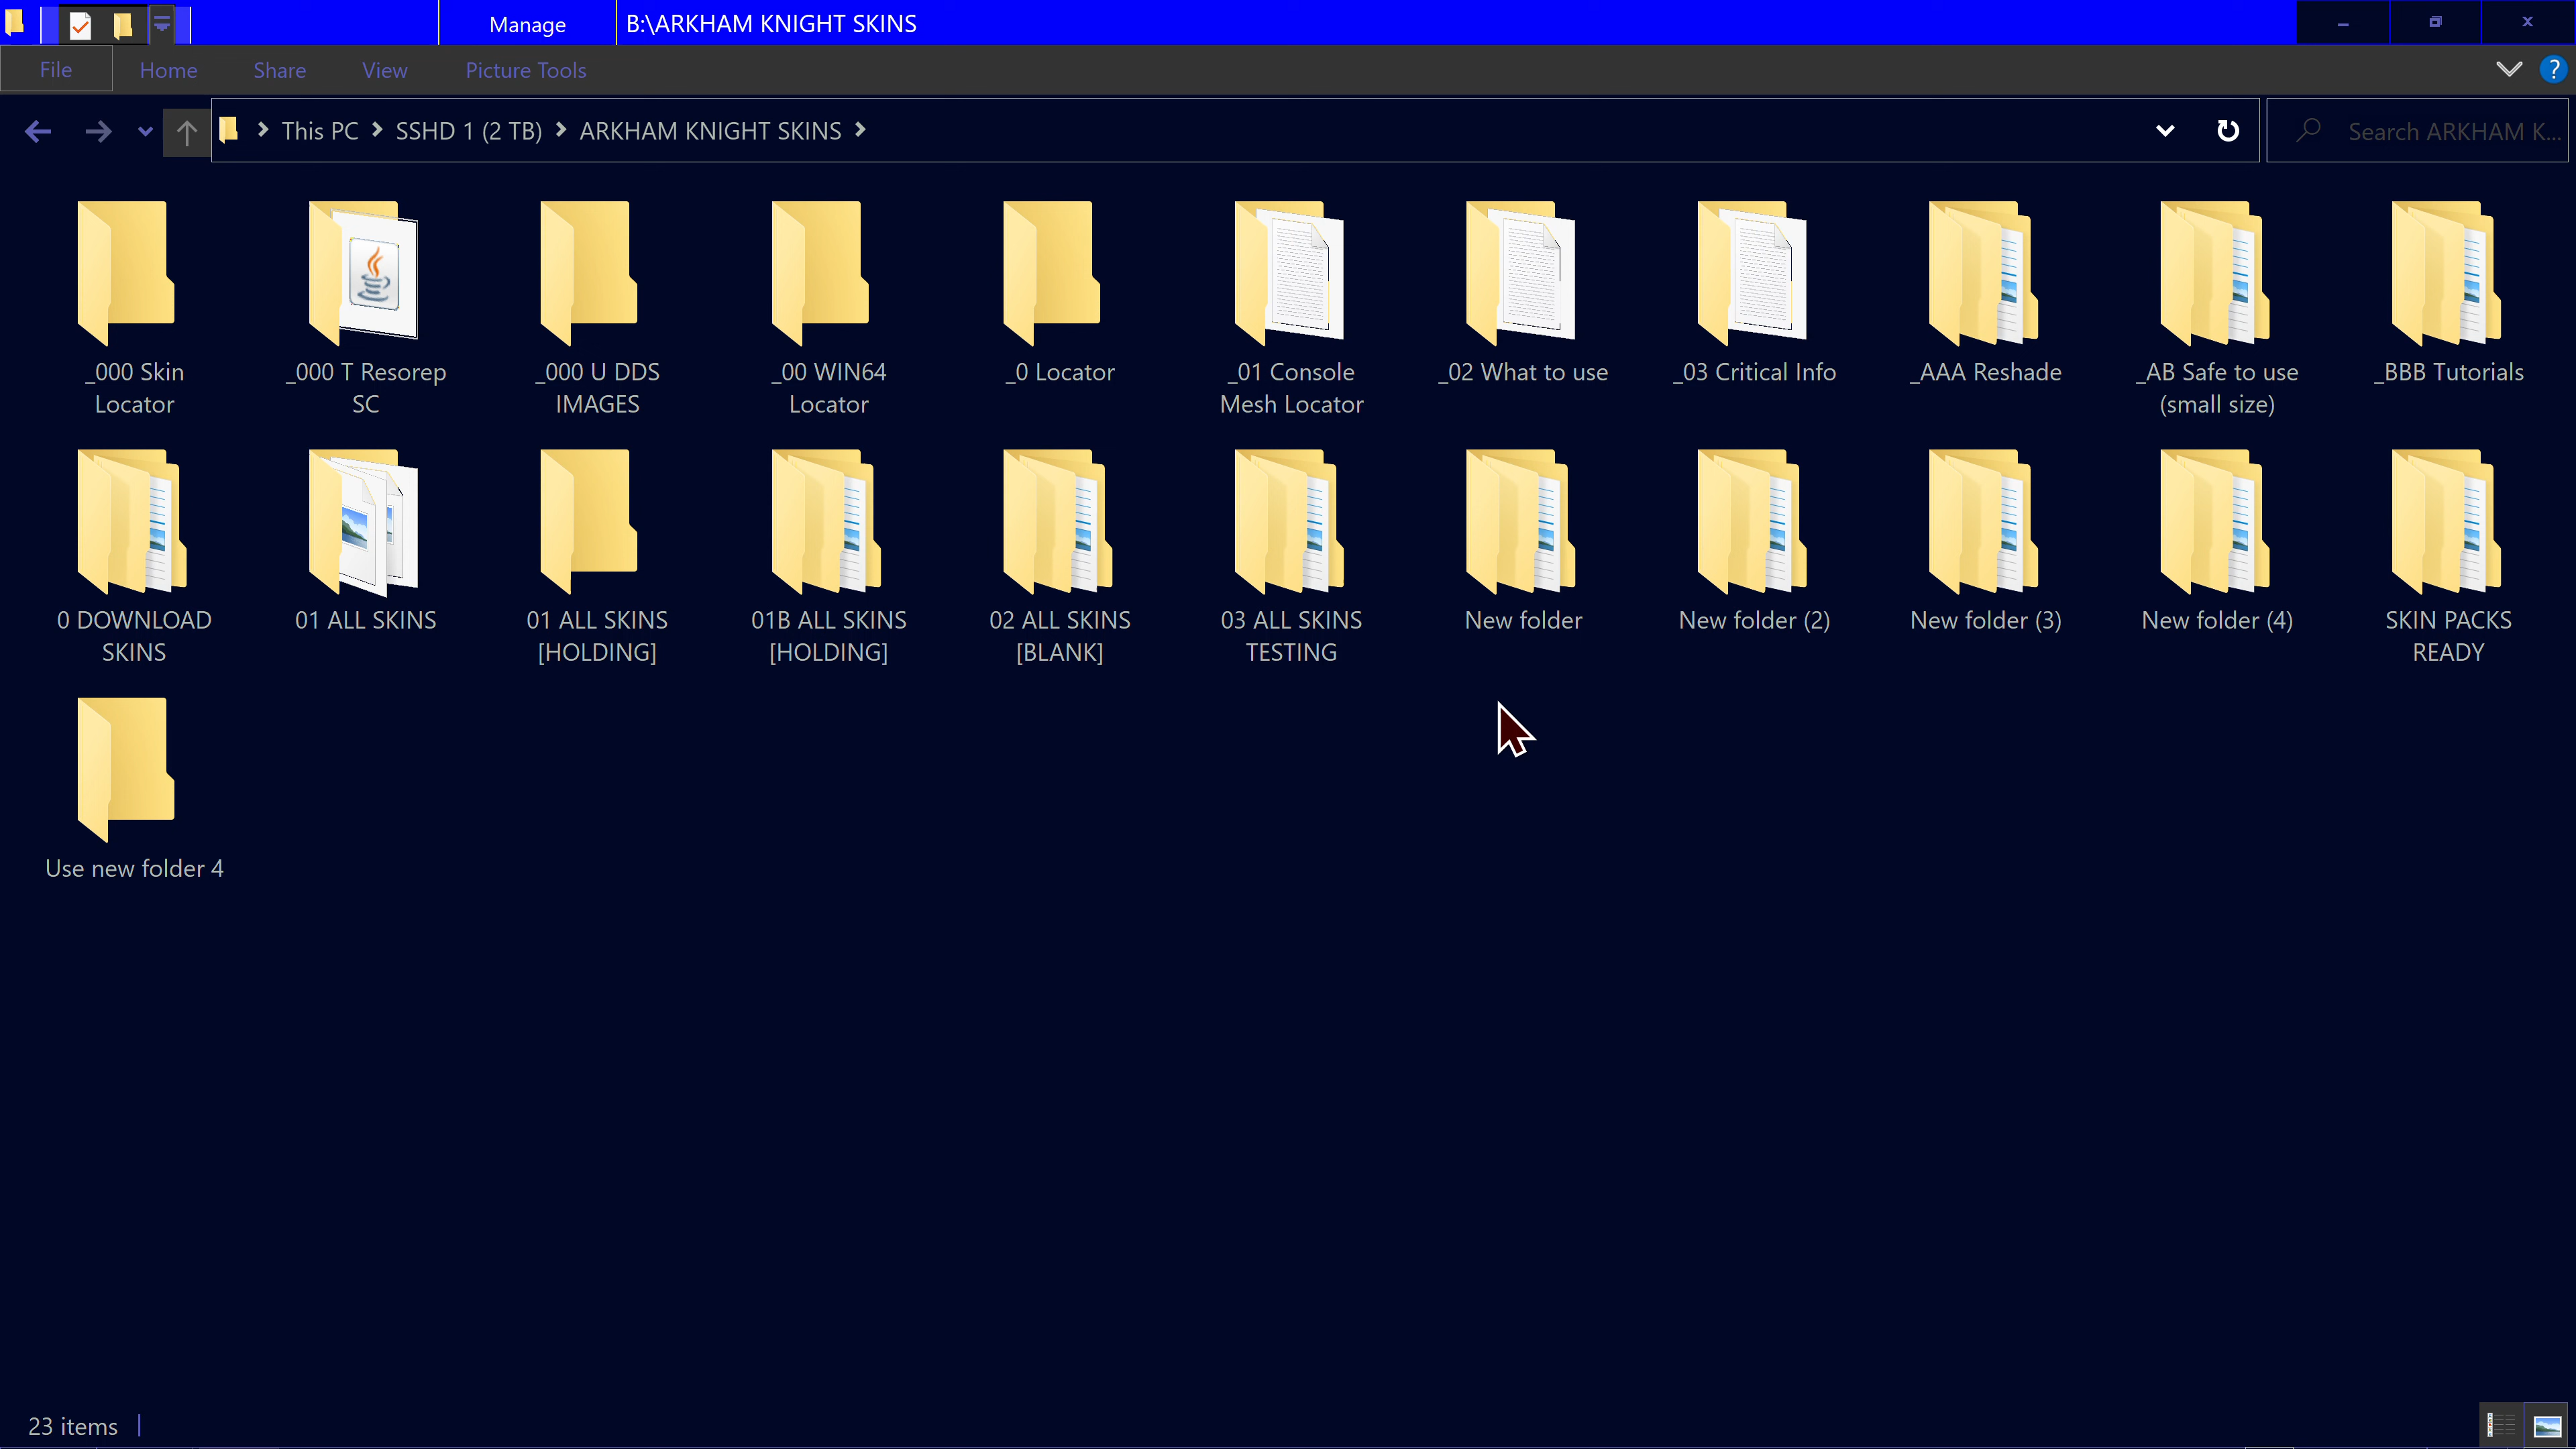 Manage
B:\ARKHAM KNIGHT SKINS
File Home Share View Picture Tools
?
This PC SSHD 1 (2 TB) ARKHAM KNIGHT SKINS
Search ARKHAM K...
_000 Skin
Locator
_000 T Resorep
SC
_000 U DDS
IMAGES
_00 WIN64
Locator
_0 Locator
_01 Console
Mesh Locator
_02 What to use
_03 Critical Info
_AAA Reshade
_AB Safe to use
(small size)
_BBB Tutorials
0 DOWNLOAD
SKINS
01 ALL SKINS
01 ALL SKINS
[HOLDING]
01B ALL SKINS
[HOLDING]
02 ALL SKINS
[BLANK]
03 ALL SKINS
TESTING
New folder
New folder (2)
New folder (3)
New folder (4)
SKIN PACKS
READY
Use new folder 4
23 items